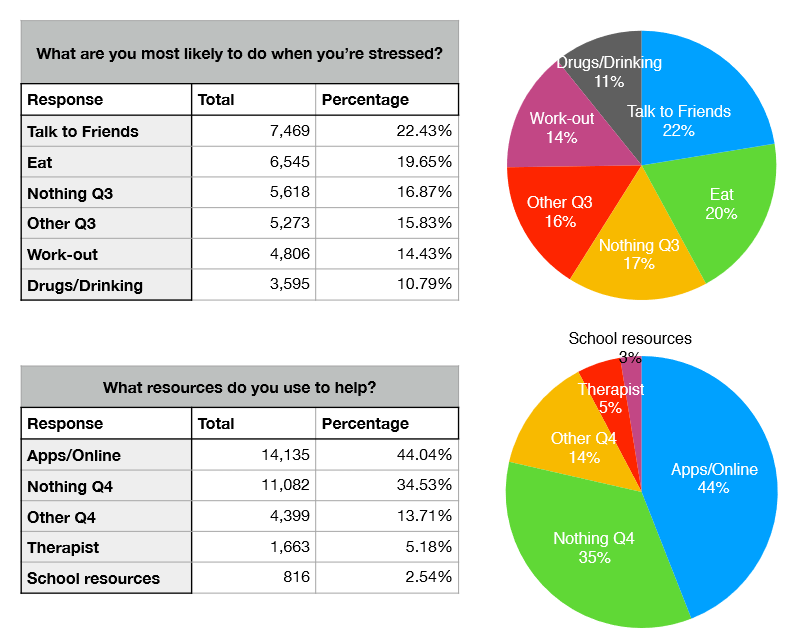 What are you most likely to do when you’re stressed?
Response Total Percentage
Talk to Friends 7,469 22.43%
Eat 6,545 19.65%
Nothing Q3 5,618 16.87%
Other Q3 5,273 15.83%
Work-out 4,806 14.43%
Drugs/Drinking 3,595 10.79%
Drugs/Drinking
11%
Talk to Friends
22%
Work-out
14%
Eat
20%
Other Q3
16%
Nothing Q3
17%
What resources do you use to help?
Response Total Percentage
Apps/Online 14,135 44.04%
Nothing Q4 11,082 34.53%
Other Q4 4,399 13.71%
Therapist 1,663 5.18%
School resources 816 2.54%
School resources
3%
Therapist
5%
Other Q4
14%
Apps/Online
44%
Nothing Q4
35%